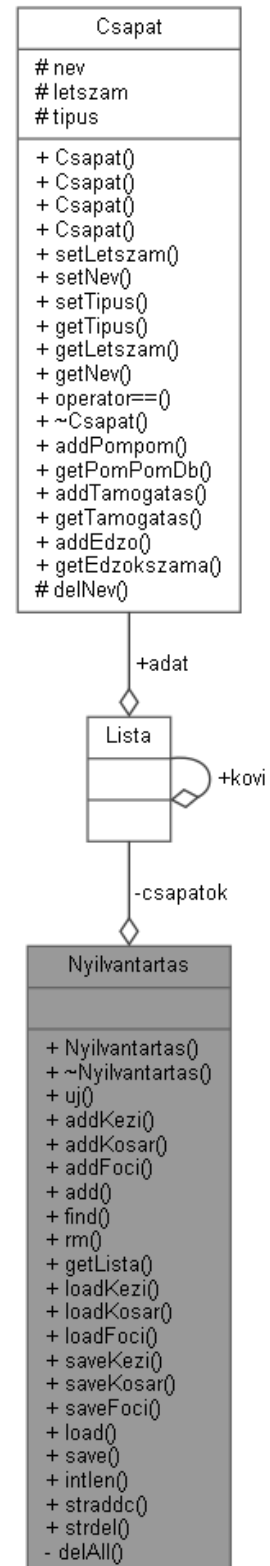 Csapat
# nev
# letszam
# tipus
+ Csapat()
+ Csapat()
+ Csapat()
+ Csapat()
+ setLetszam()
+ setNev()
+ setTipus()
+ getTipus()
+ getLetszam()
+ getNev()
+ operator==()
+ ~Csapat()
+ addPompom()
+ getPomPomDb()
+ addTamogatas()
+ getTamogatas()
+ addEdzo()
+ getEdzokszama()
# delNev()
+adat
Lista
+kovi
-csapatok
Nyilvantartas
+ Nyilvantartas()
+ ~Nyilvantartas()
+ uj()
+ addKezi()
+ addKosar()
+ addFoci()
+ add()
+ find()
+ rm()
+ getLista()
+ loadKezi()
+ loadKosar()
+ loadFoci()
+ saveKezi()
+ saveKosar()
+ saveFoci()
+ load()
+ save()
+ intlen()
+ straddc()
+ strdel()
- delAll()